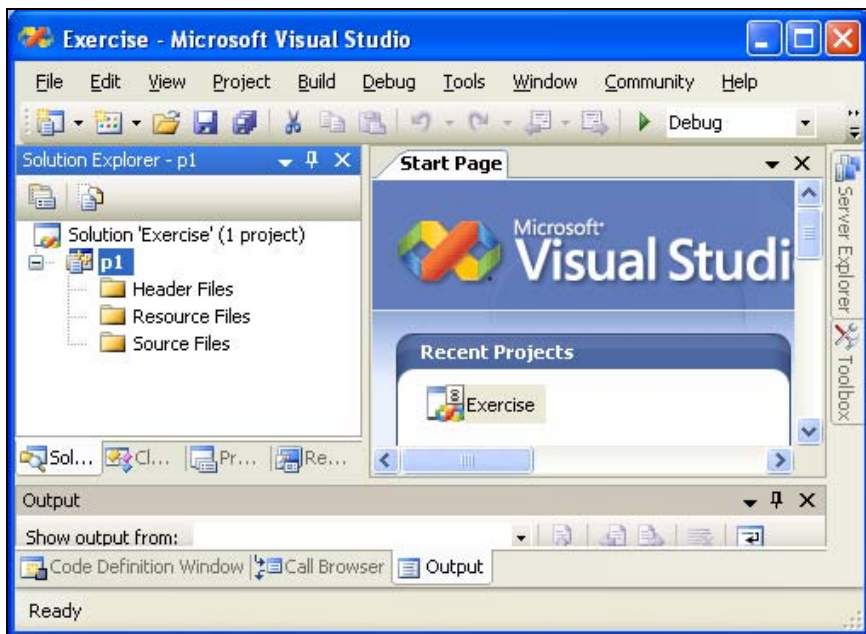 Exercise - Microsoft Visual Studio
File Edit View Project Build Debug Tools Window Community Help
Debug
Solution Explorer - p1
Solution 'Exercise' (1 project)
p1
Header Files
Resource Files
Source Files
Sol... Cl... Pr... Re...
Start Page
Microsoft
Visual Studi
Recent Projects
Exercise
Server Explorer
Toolbox
Output
Show output from:
Code Definition Window Call Browser Output
Ready